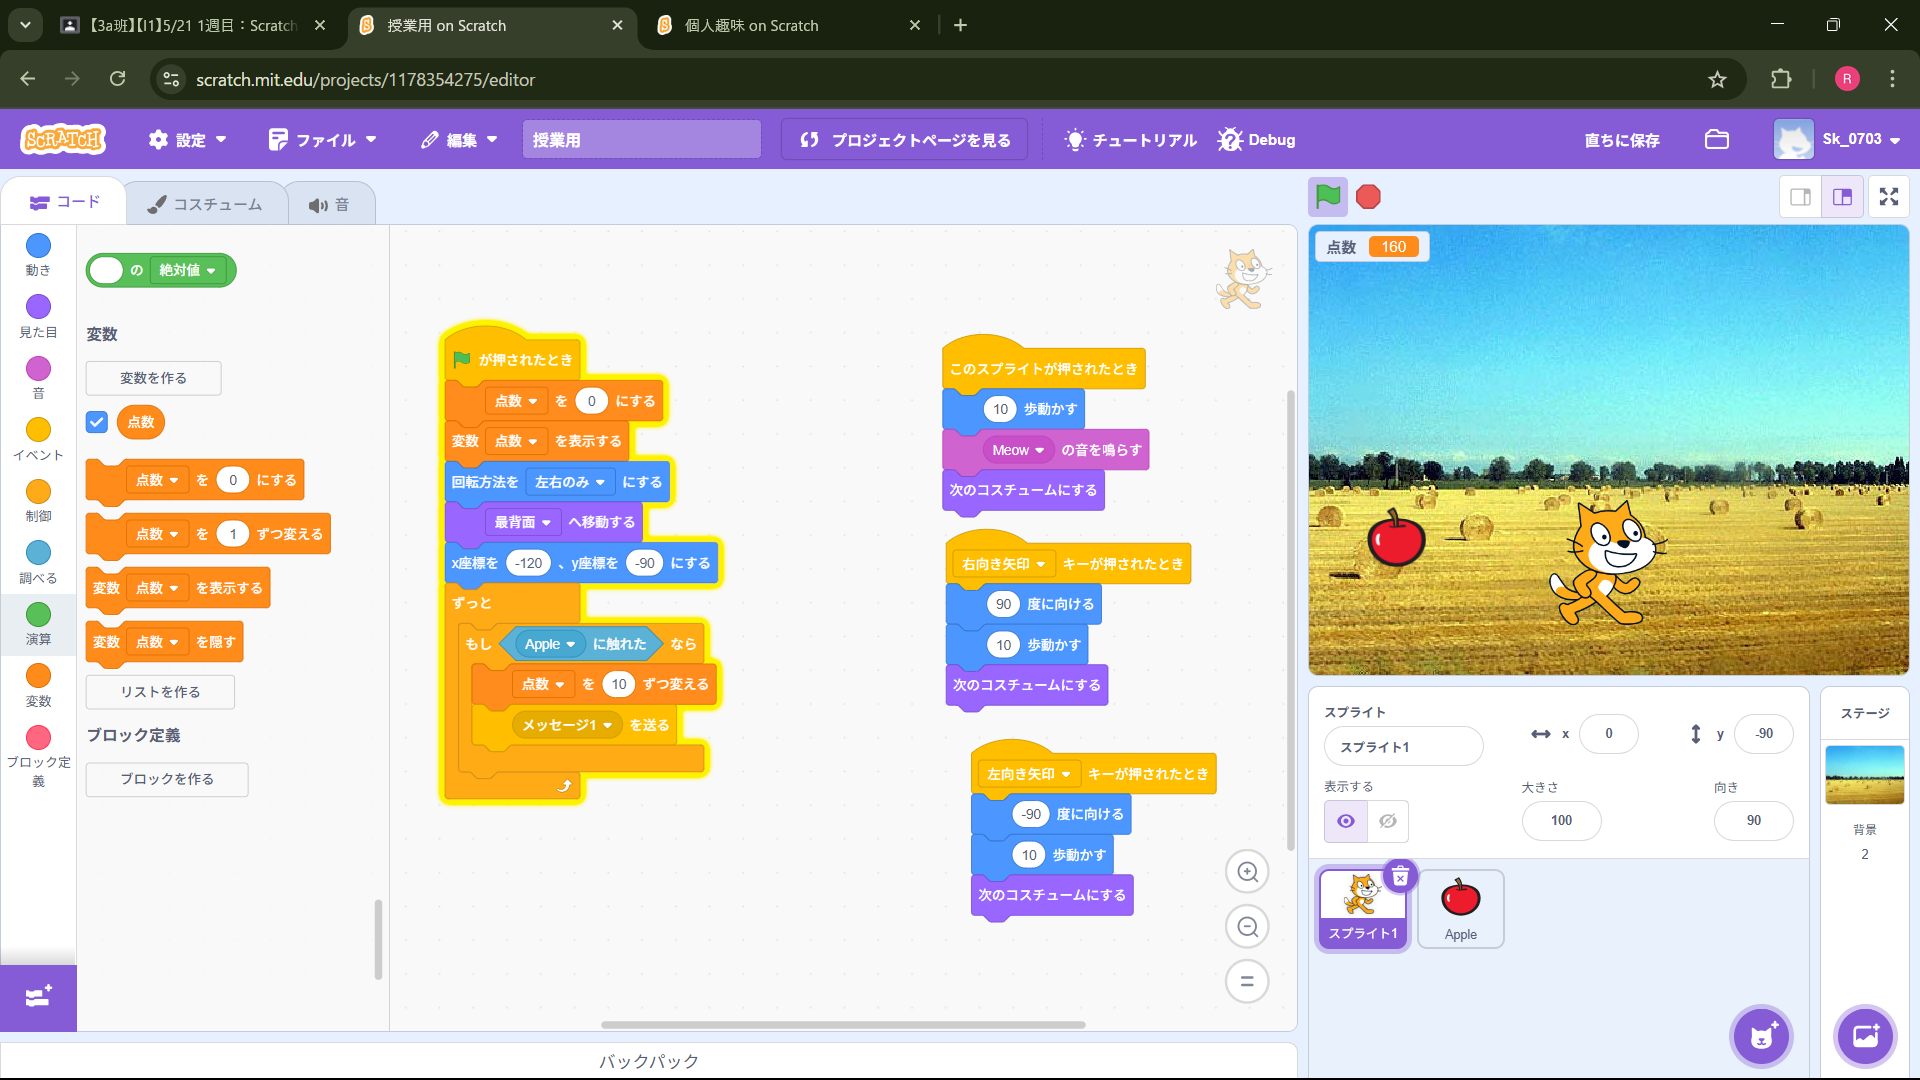 【3a班】【I1】5/21 1週目：Scratch
授業用 on Scratch
個人趣味 on Scratch
scratch.mit.edu/projects/1178354275/editor
R
SCRATCH
設定
ファイル
編集
授業用
プロジェクトページを見る
チュートリアル
Debug
直ちに保存
Sk_0703
コード
コスチューム
音
動き
見た目
音
イベント
制御
調べる
演算
変数
ブロック定義
の 絶対値
変数
変数を作る
点数
点数 を 0 にする
点数 を 1 ずつ変える
変数 点数 を表示する
変数 点数 を隠す
リストを作る
ブロック定義
ブロックを作る
が押されたとき
点数 を 0 にする
変数 点数 を表示する
回転方法を 左右のみ にする
最背面 へ移動する
x座標を -120 、y座標を -90 にする
ずっと
もし Apple に触れた なら
点数 を 10 ずつ変える
メッセージ1 を送る
このスプライトが押されたとき
10 歩動かす
Meow の音を鳴らす
次のコスチュームにする
右向き矢印 キーが押されたとき
90 度に向ける
10 歩動かす
次のコスチュームにする
左向き矢印 キーが押されたとき
-90 度に向ける
10 歩動かす
次のコスチュームにする
バックパック
点数 160
スプライト
スプライト1
x 0
y -90
表示する
大きさ
100
向き
90
スプライト1
Apple
ステージ
背景
2